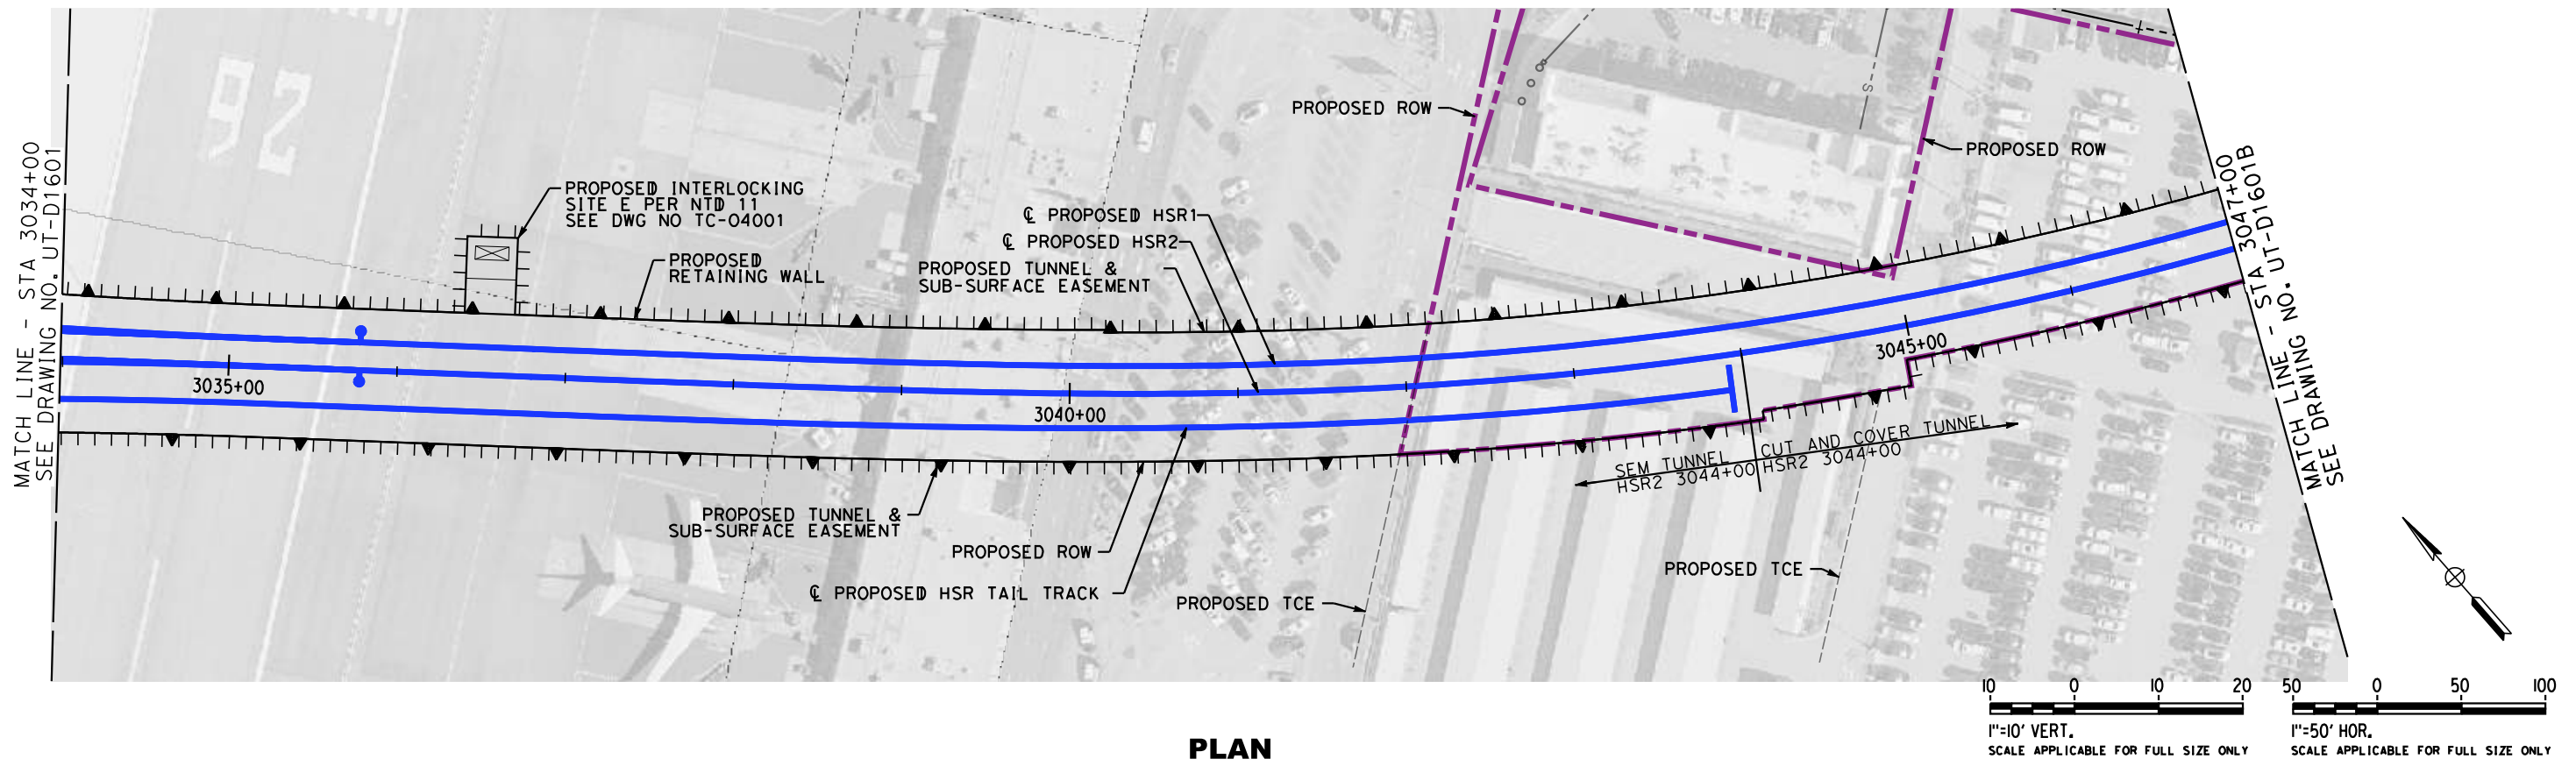 MATCH LINE - STA 3034+00
SEE DRAWING NO. UT-D1601
26
PROPOSED INTERLOCKING
SITE E PER NTD 11
SEE DWG NO TC-04001
PROPOSED
RETAINING WALL
℄ PROPOSED HSR1
℄ PROPOSED HSR2
PROPOSED TUNNEL &
SUB-SURFACE EASEMENT
PROPOSED ROW
S
PROPOSED ROW
MATCH LINE - STA 3047+00
SEE DRAWING NO. UT-D1601B
3035+00
3040+00
3045+00
SEM TUNNEL
HSR2 3044+00
CUT AND COVER TUNNEL
HSR2 3044+00
PROPOSED TUNNEL &
SUB-SURFACE EASEMENT
PROPOSED ROW
℄ PROPOSED HSR TAIL TRACK
PROPOSED TCE
PROPOSED TCE
10 0 10 20
1"=10' VERT.
SCALE APPLICABLE FOR FULL SIZE ONLY
50 0 50 100
1"=50' HOR.
SCALE APPLICABLE FOR FULL SIZE ONLY
PLAN